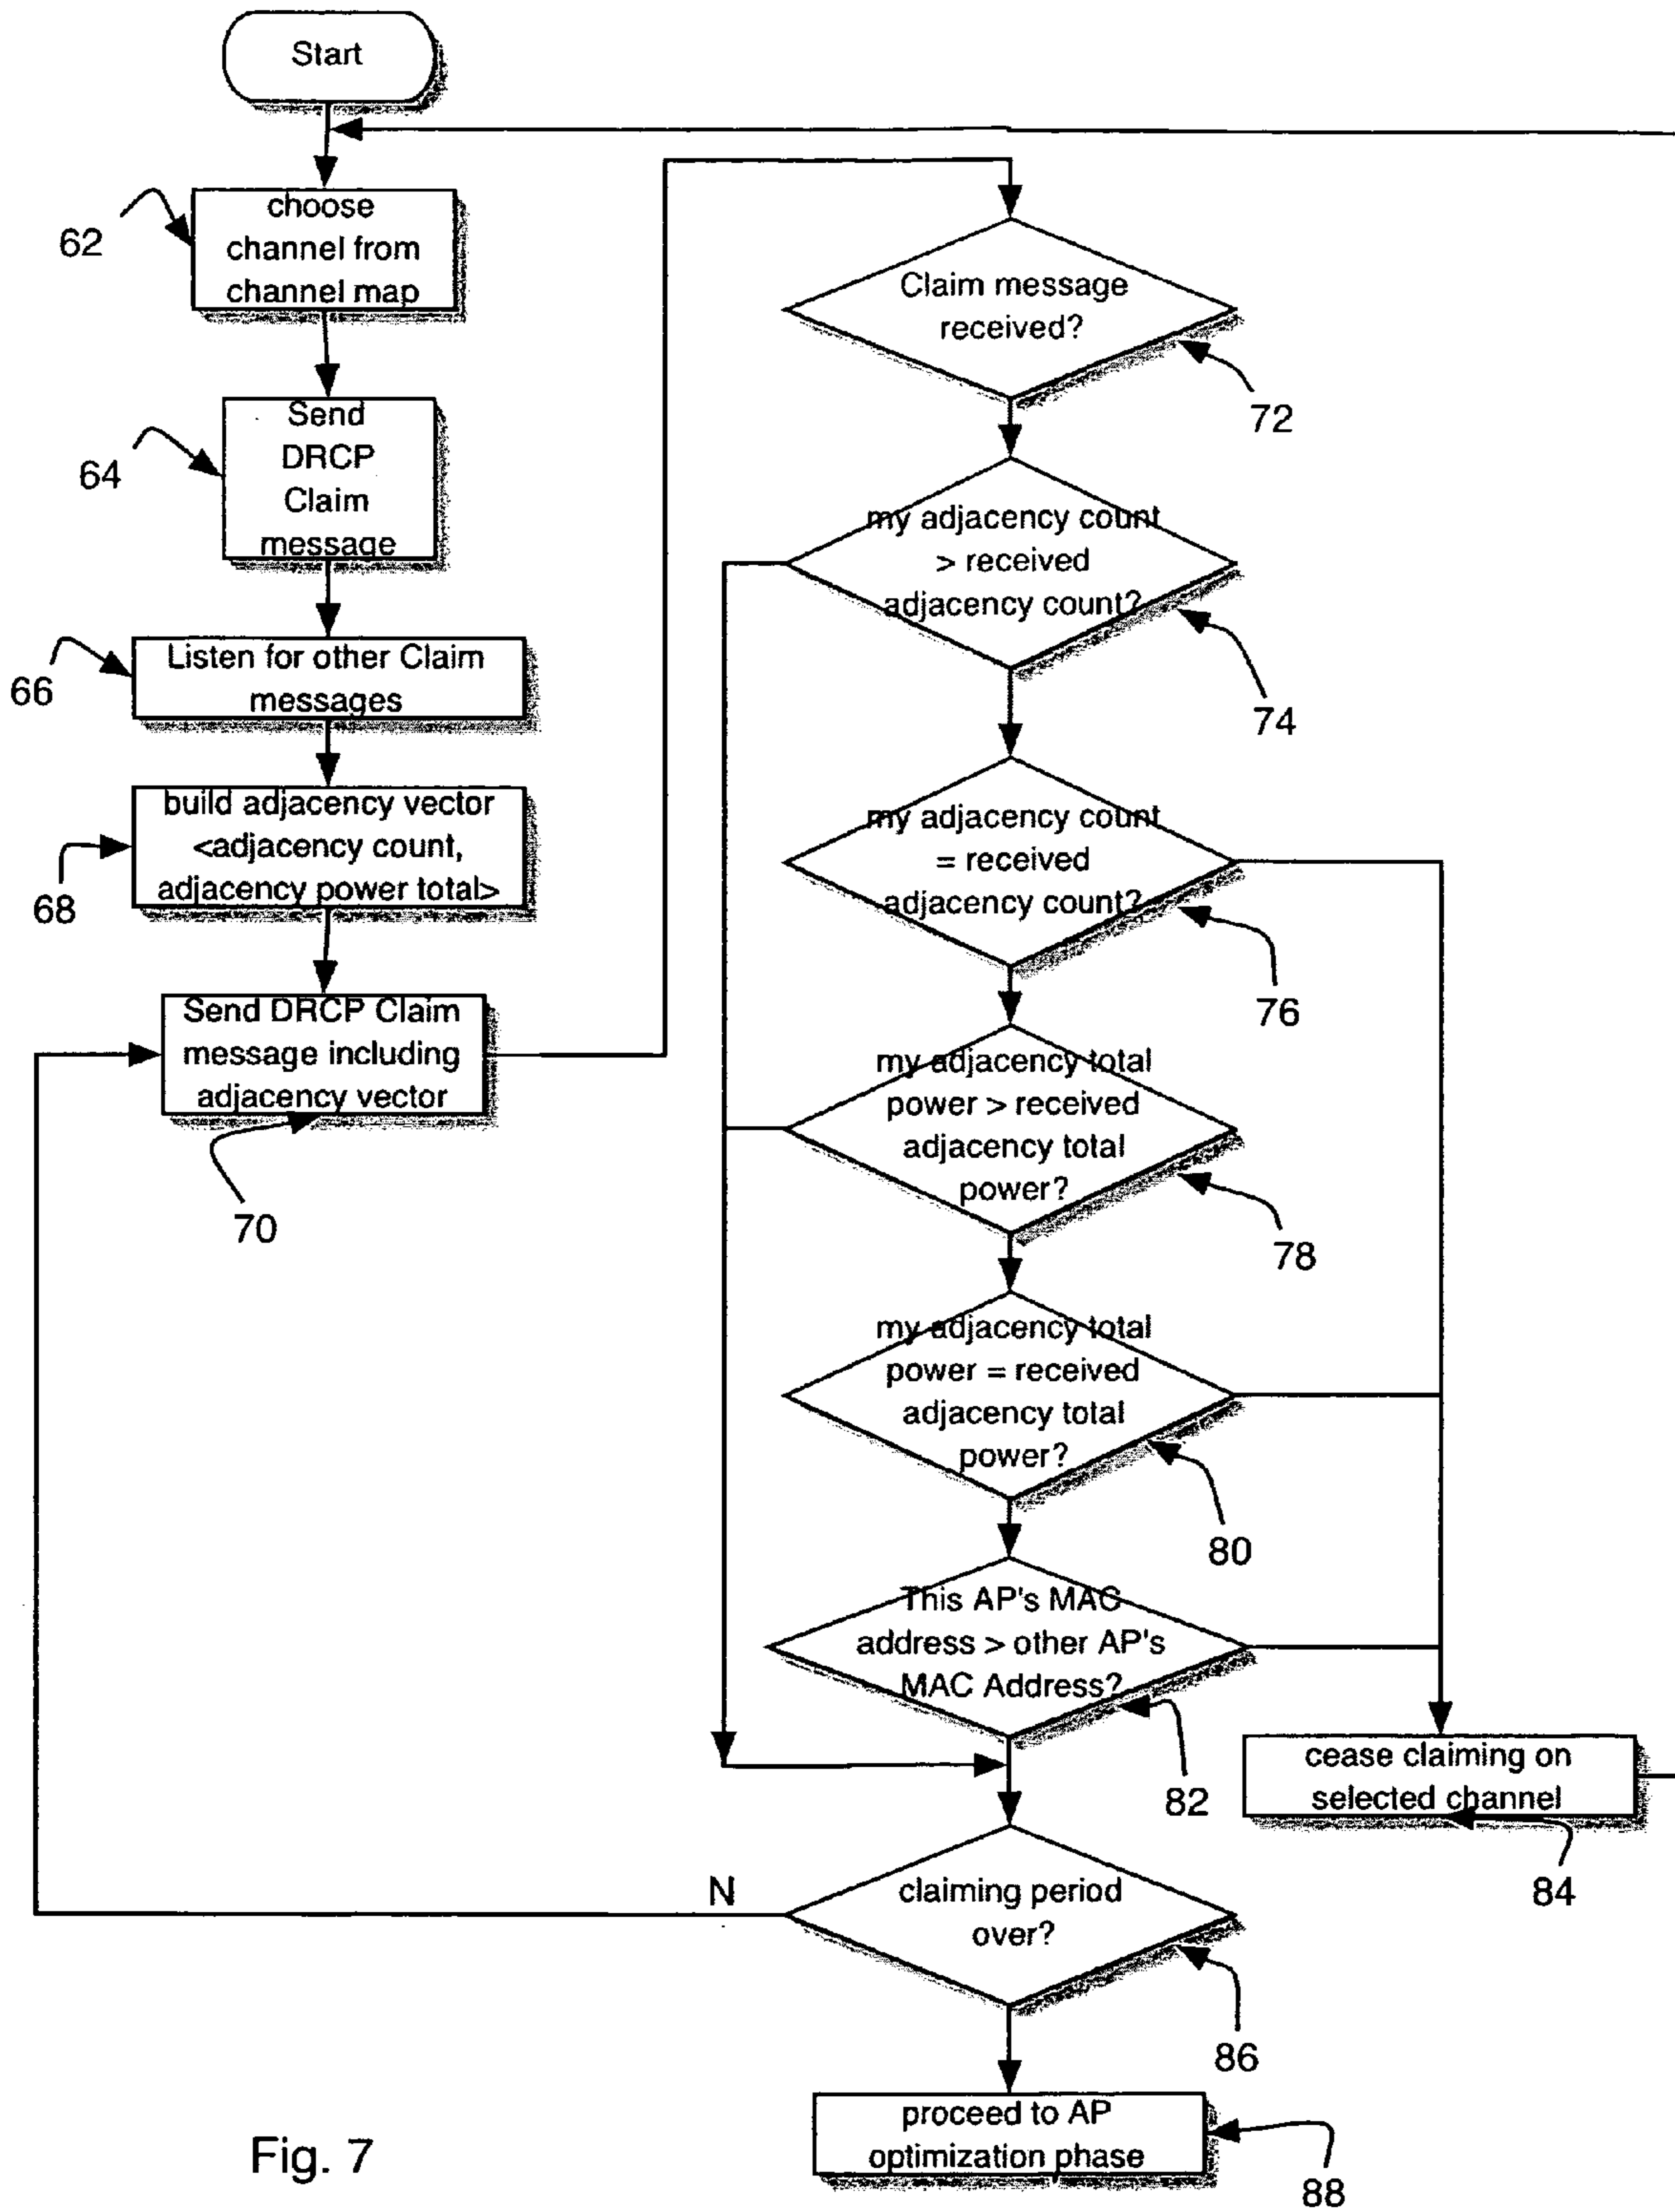 Start
choose
channel from
channel map
62
Send
DRCP
Claim
message
64
Listen for other Claim
messages
66
build adjacency vector
<adjacency count,
adjacency power total>
68
Send DRCP Claim
message including
adjacency vector
70
Claim message
received?
72
my adjacency count
> received
adjacency count?
74
my adjacency count
= received
adjacency count?
76
my adjacency total
power > received
adjacency total
power?
78
my adjacency total
power = received
adjacency total
power?
80
This AP's MAC
address > other AP's
MAC Address?
82
cease claiming on
selected channel
84
N
claiming period
over?
86
proceed to AP
optimization phase
88
Fig. 7